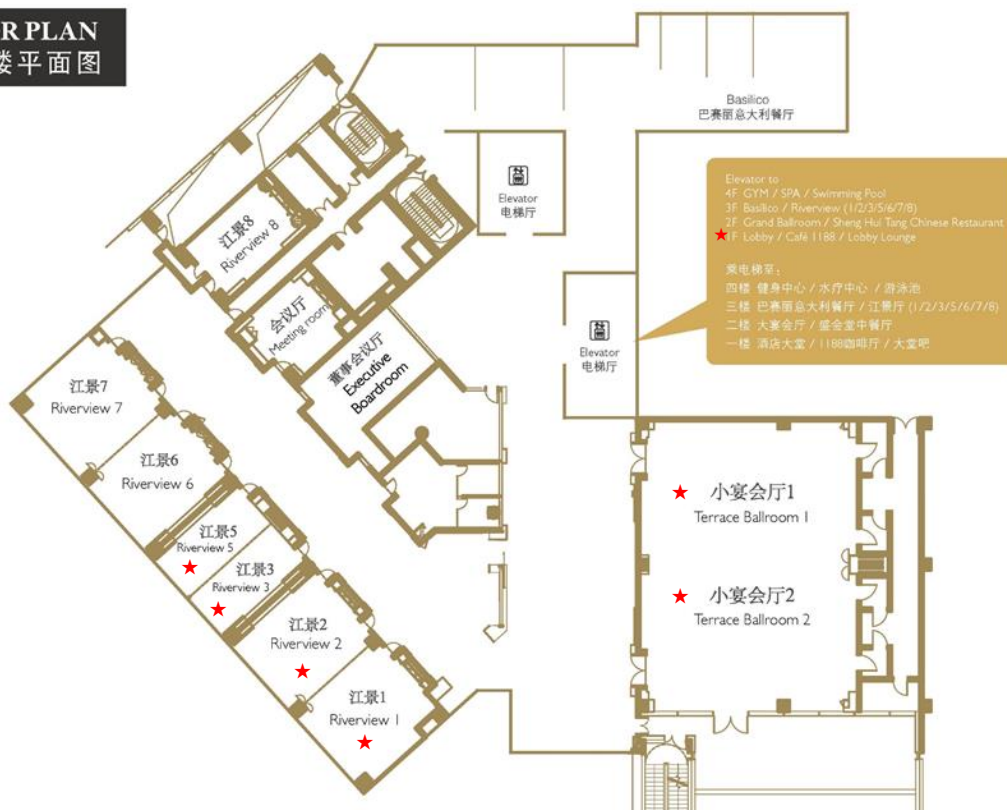 R PLAN
楼平面图
Basilico
巴赛丽意大利餐厅
Elevator
电梯厅
Elevator to
4F GYM / SPA / Swimming Pool
3F Basilico / Riverview (1/2/3/5/6/7/8)
2F Grand Ballroom / Sheng Hui Tang Chinese Restaurant
1F Lobby / Café 1188 / Lobby Lounge
乘电梯至：
四楼 健身中心 / 水疗中心 / 游泳池
三楼 巴赛丽意大利餐厅 / 江景厅 (1/2/3/5/6/7/8)
二楼 大宴会厅 / 盛会堂中餐厅
一楼 酒店大堂 / 1188咖啡厅 / 大堂吧
江景8
Riverview 8
会议厅
Meeting room
董事会议厅
Executive
Boardroom
Elevator
电梯厅
江景7
Riverview 7
江景6
Riverview 6
江景5
Riverview 5
江景3
Riverview 3
江景2
Riverview 2
江景1
Riverview 1
小宴会厅1
Terrace Ballroom 1
小宴会厅2
Terrace Ballroom 2